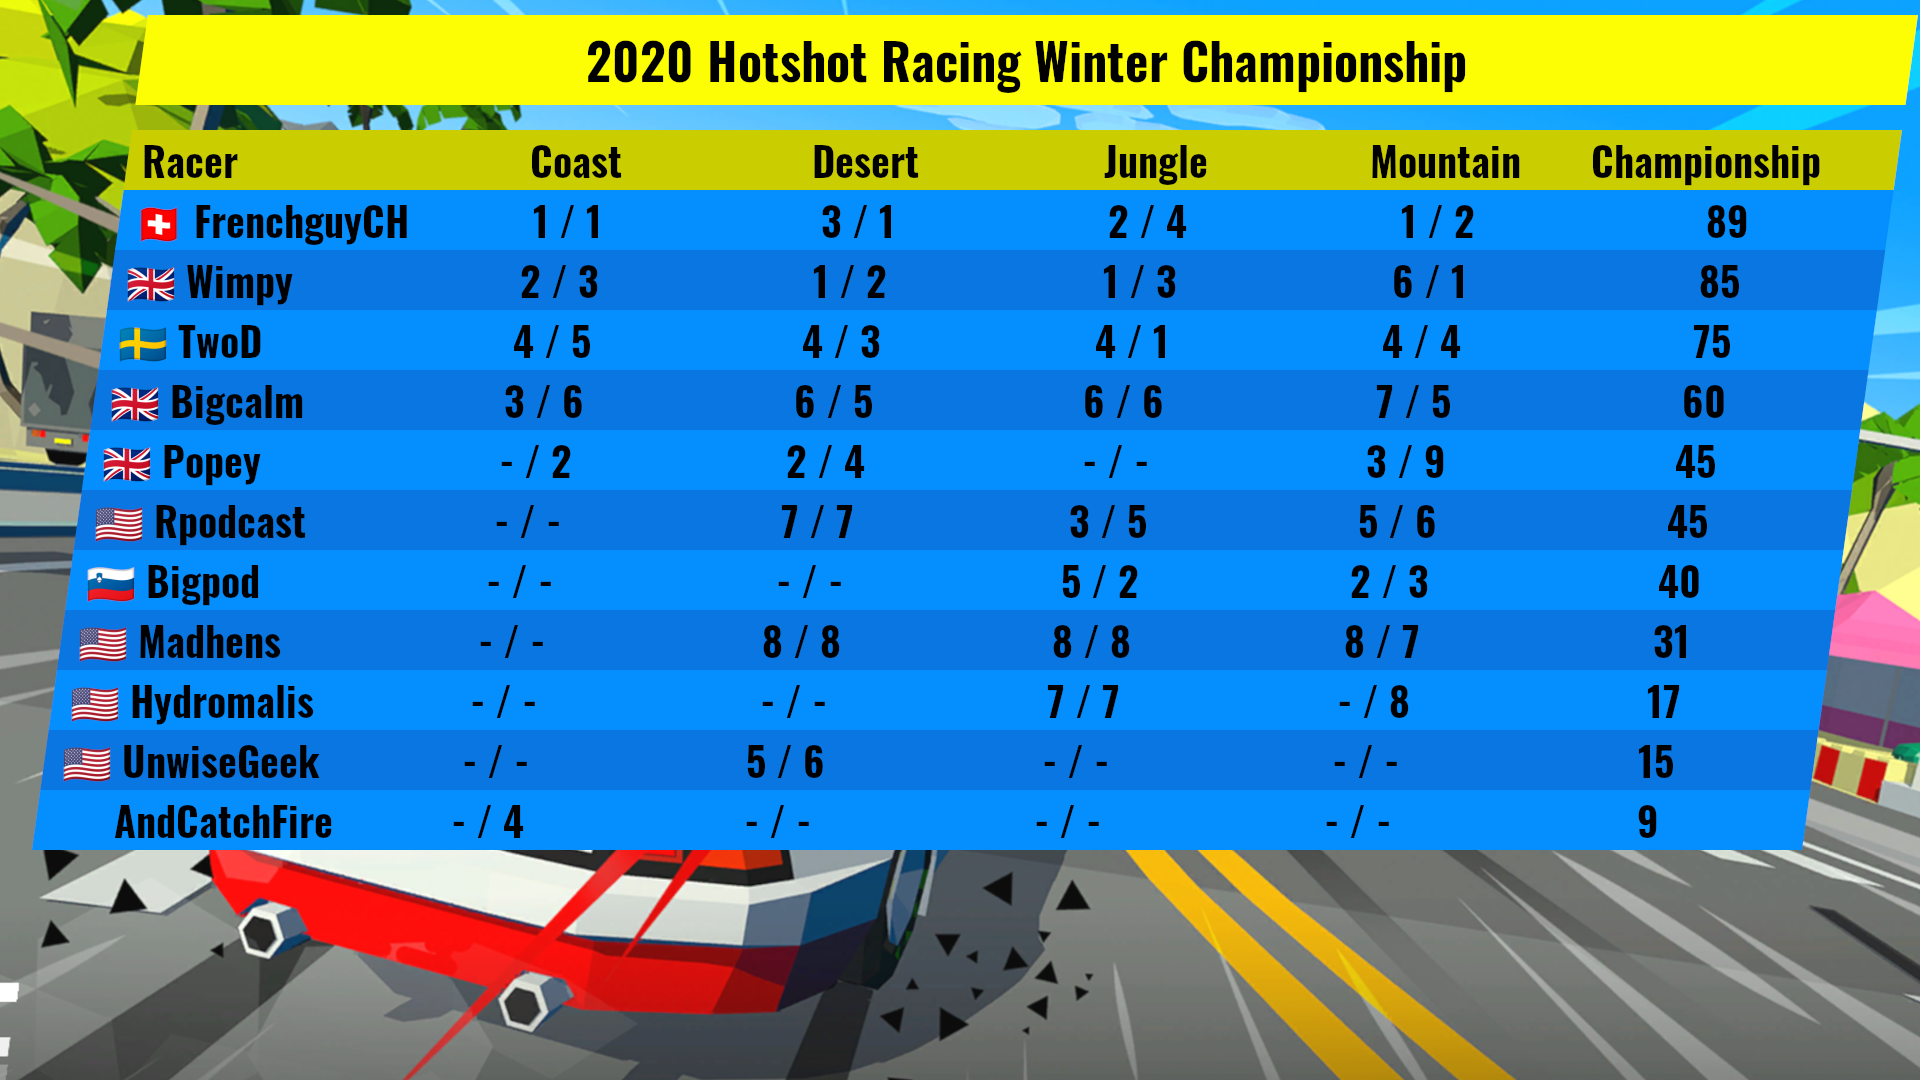 2020 Hotshot Racing Winter Championship
Racer Coast Desert Jungle Mountain Championship
FrenchguyCH 1 / 1 3 / 1 2 / 4 1 / 2 89
Wimpy 2 / 3 1 / 2 1 / 3 6 / 1 85
TwoD 4 / 5 4 / 3 4 / 1 4 / 4 75
Bigcalm 3 / 6 6 / 5 6 / 6 7 / 5 60
Popey - / 2 2 / 4 - / - 3 / 9 45
Rpodcast - / - 7 / 7 3 / 5 5 / 6 45
Bigpod - / - - / - 5 / 2 2 / 3 40
Madhens - / - 8 / 8 8 / 8 8 / 7 31
Hydromalis - / - - / - 7 / 7 - / 8 17
UnwiseGeek - / - 5 / 6 - / - - / - 15
AndCatchFire - / 4 - / - - / - - / - 9